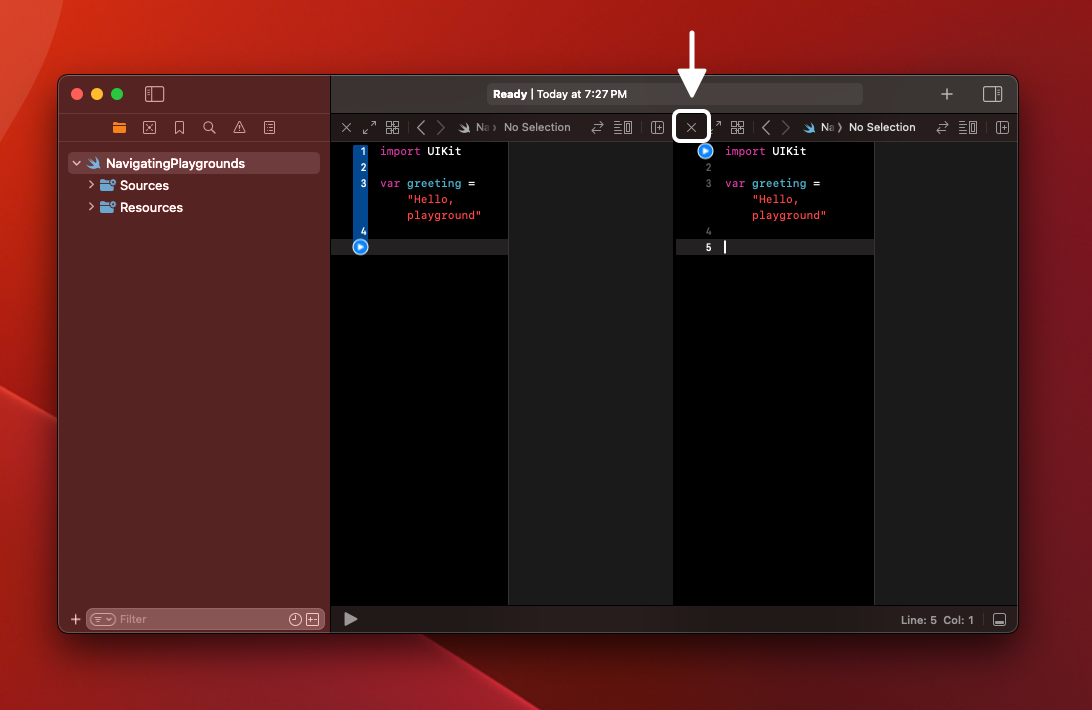 Ready | Today at 7:27 PM
Na No Selection
Na No Selection
NavigatingPlaygrounds
Sources
Resources
1 import UIKit
2
3 var greeting =
"Hello,
playground"
4
import UIKit
2
3 var greeting =
"Hello,
playground"
4
5
Filter
Line: 5 Col: 1